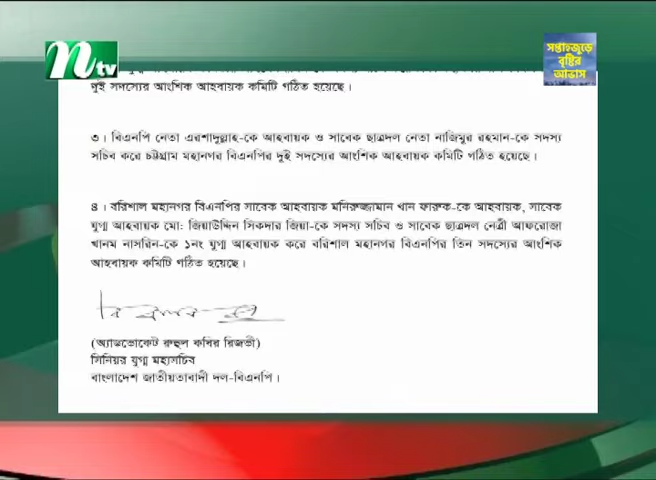 ntv
সপ্তাহজুড়ে
বৃষ্টির
আভাস
দুই সদস্যের আংশিক আহবায়ক কমিটি গঠিত হয়েছে।
৩। বিএনপি নেতা এরশাদুল্লাহ-কে আহবায়ক ও সাবেক ছাত্রদল নেতা নাজিমুর রহমান-কে সদস্য
সচিব করে চট্টগ্রাম মহানগর বিএনপির দুই সদস্যের আংশিক আহবায়ক কমিটি গঠিত হয়েছে।
৪। বরিশাল মহানগর বিএনপির সাবেক আহবায়ক মনিরুজ্জামান খান ফারুক-কে আহবায়ক, সাবেক
যুগ্ম আহবায়ক মো: জিয়াউদ্দিন সিকদার জিয়া-কে সদস্য সচিব ও সাবেক ছাত্রদল নেত্রী আফরোজা
খানম নাসরিন-কে ১নং যুগ্ম আহবায়ক করে বরিশাল মহানগর বিএনপির তিন সদস্যের আংশিক
আহবায়ক কমিটি গঠিত হয়েছে।
(অ্যাডভোকেট রুহুল কবির রিজভী)
সিনিয়র যুগ্ম মহাসচিব
বাংলাদেশ জাতীয়তাবাদী দল-বিএনপি।